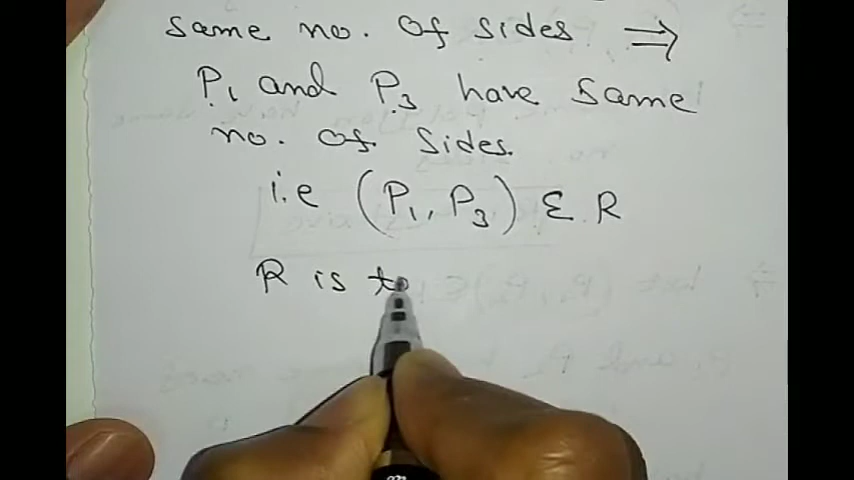 same no. of sides ⇒
P₁ and P₃ have same
no. of sides.
i.e (P₁, P₃) ε R
R is t